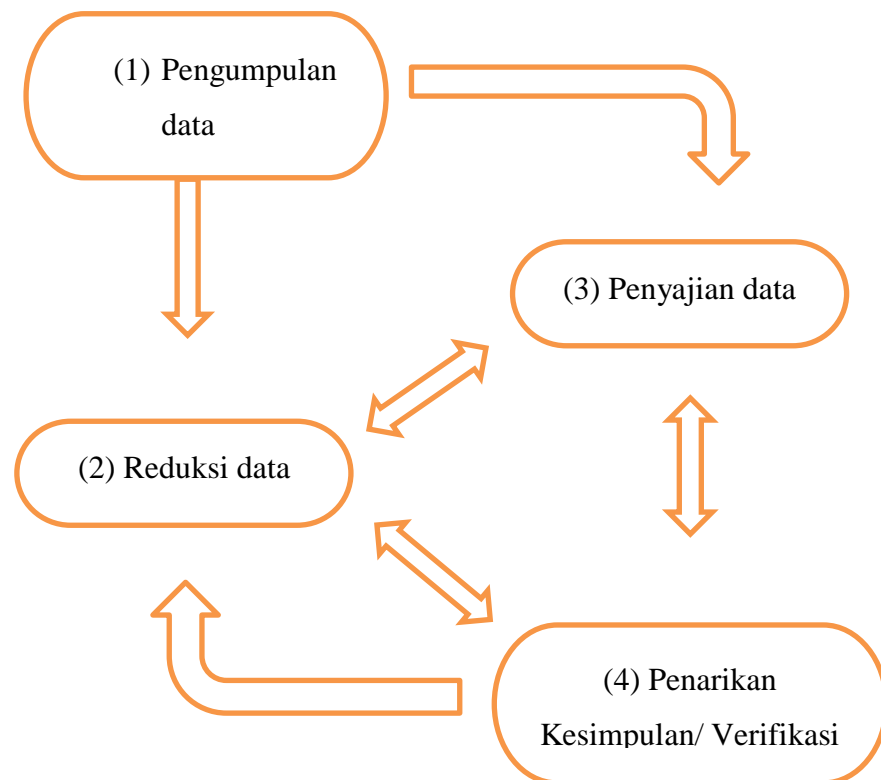 (1) Pengumpulan
data
(3) Penyajian data
(2) Reduksi data
(4) Penarikan
Kesimpulan/ Verifikasi